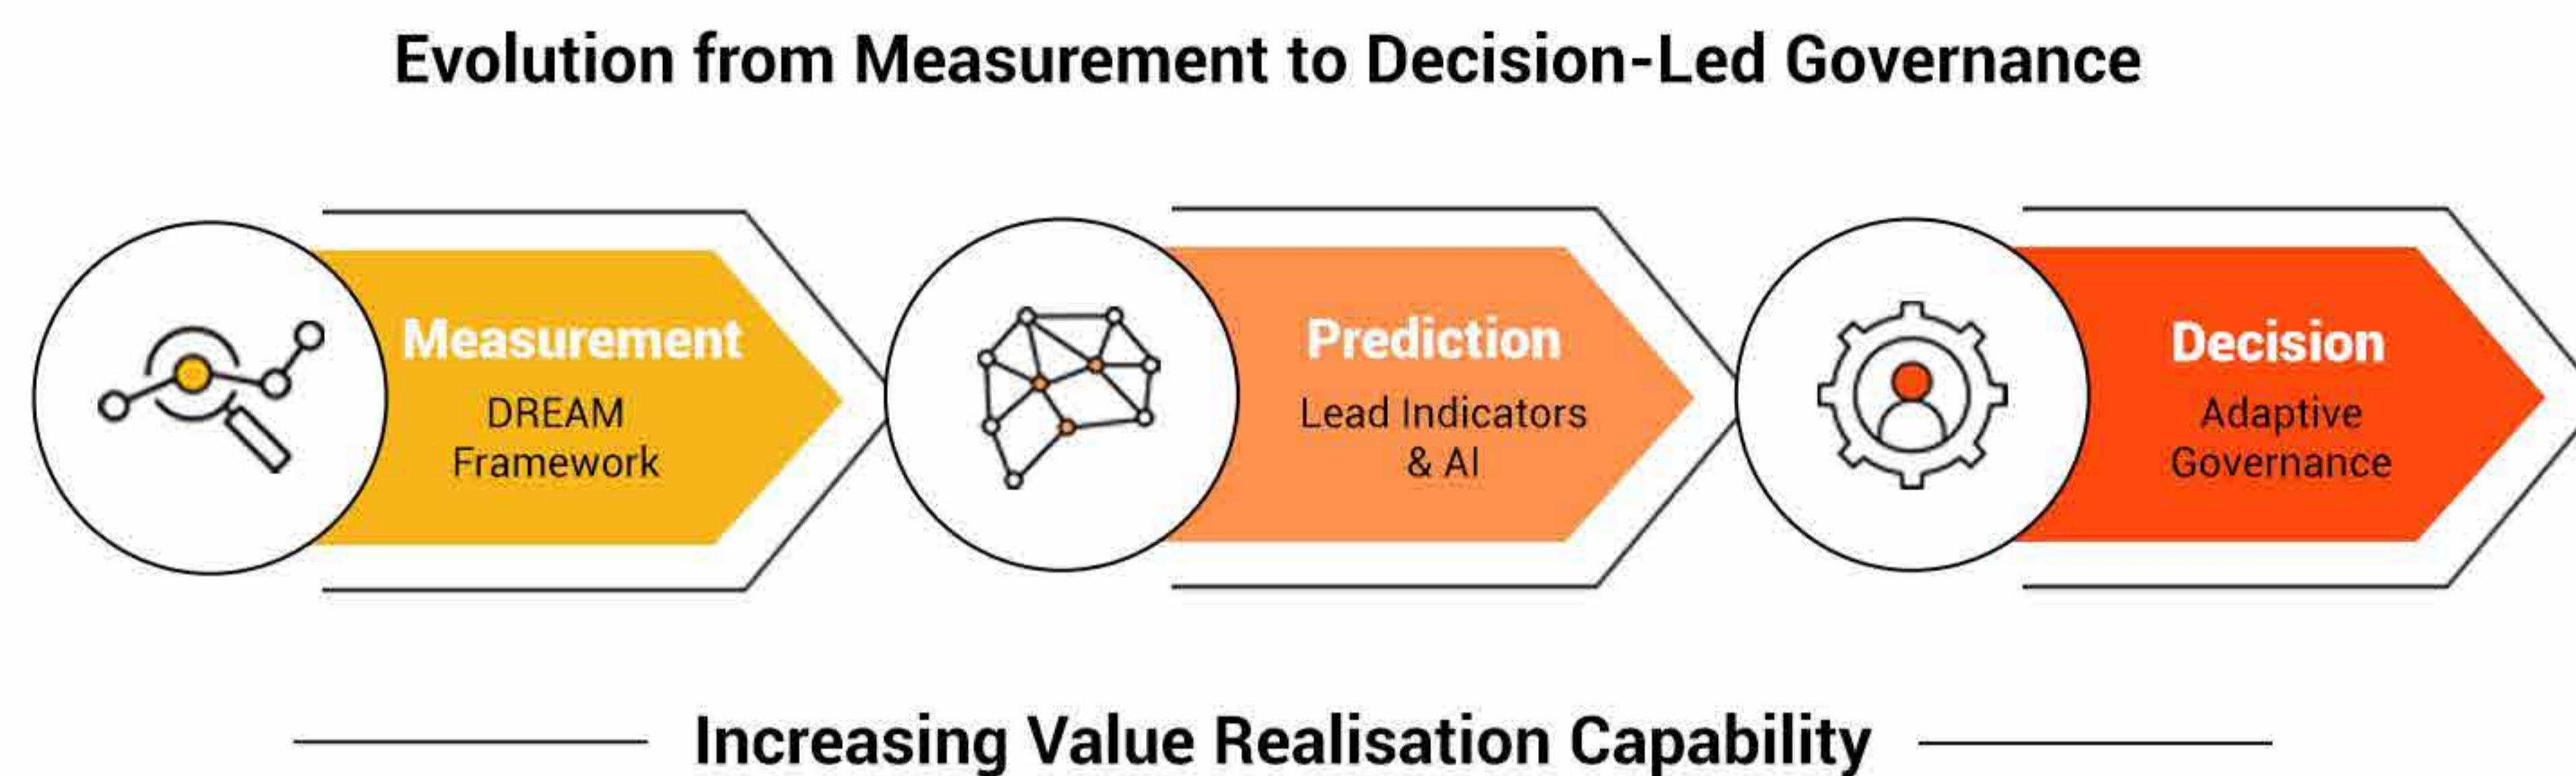 Evolution from Measurement to Decision-Led Governance
Measurement
DREAM
Framework
Prediction
Lead Indicators
& AI
Decision
Adaptive
Governance
Increasing Value Realisation Capability